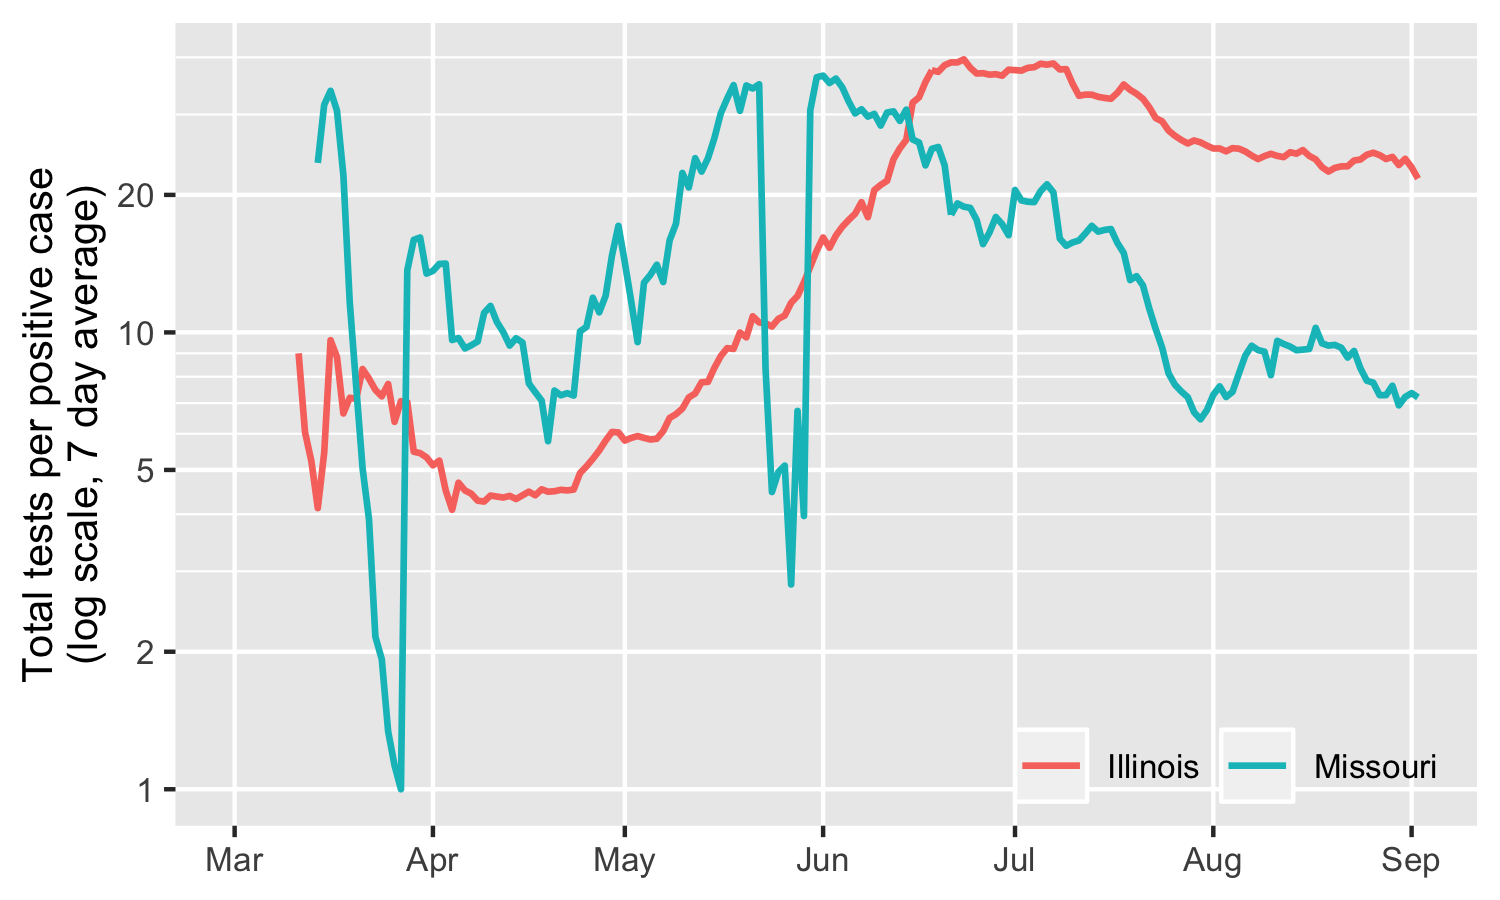 Total tests per positive case
(log scale, 7 day average)
20
10
5
2
1
Illinois
Missouri
Mar
Apr
May
Jun
Jul
Aug
Sep